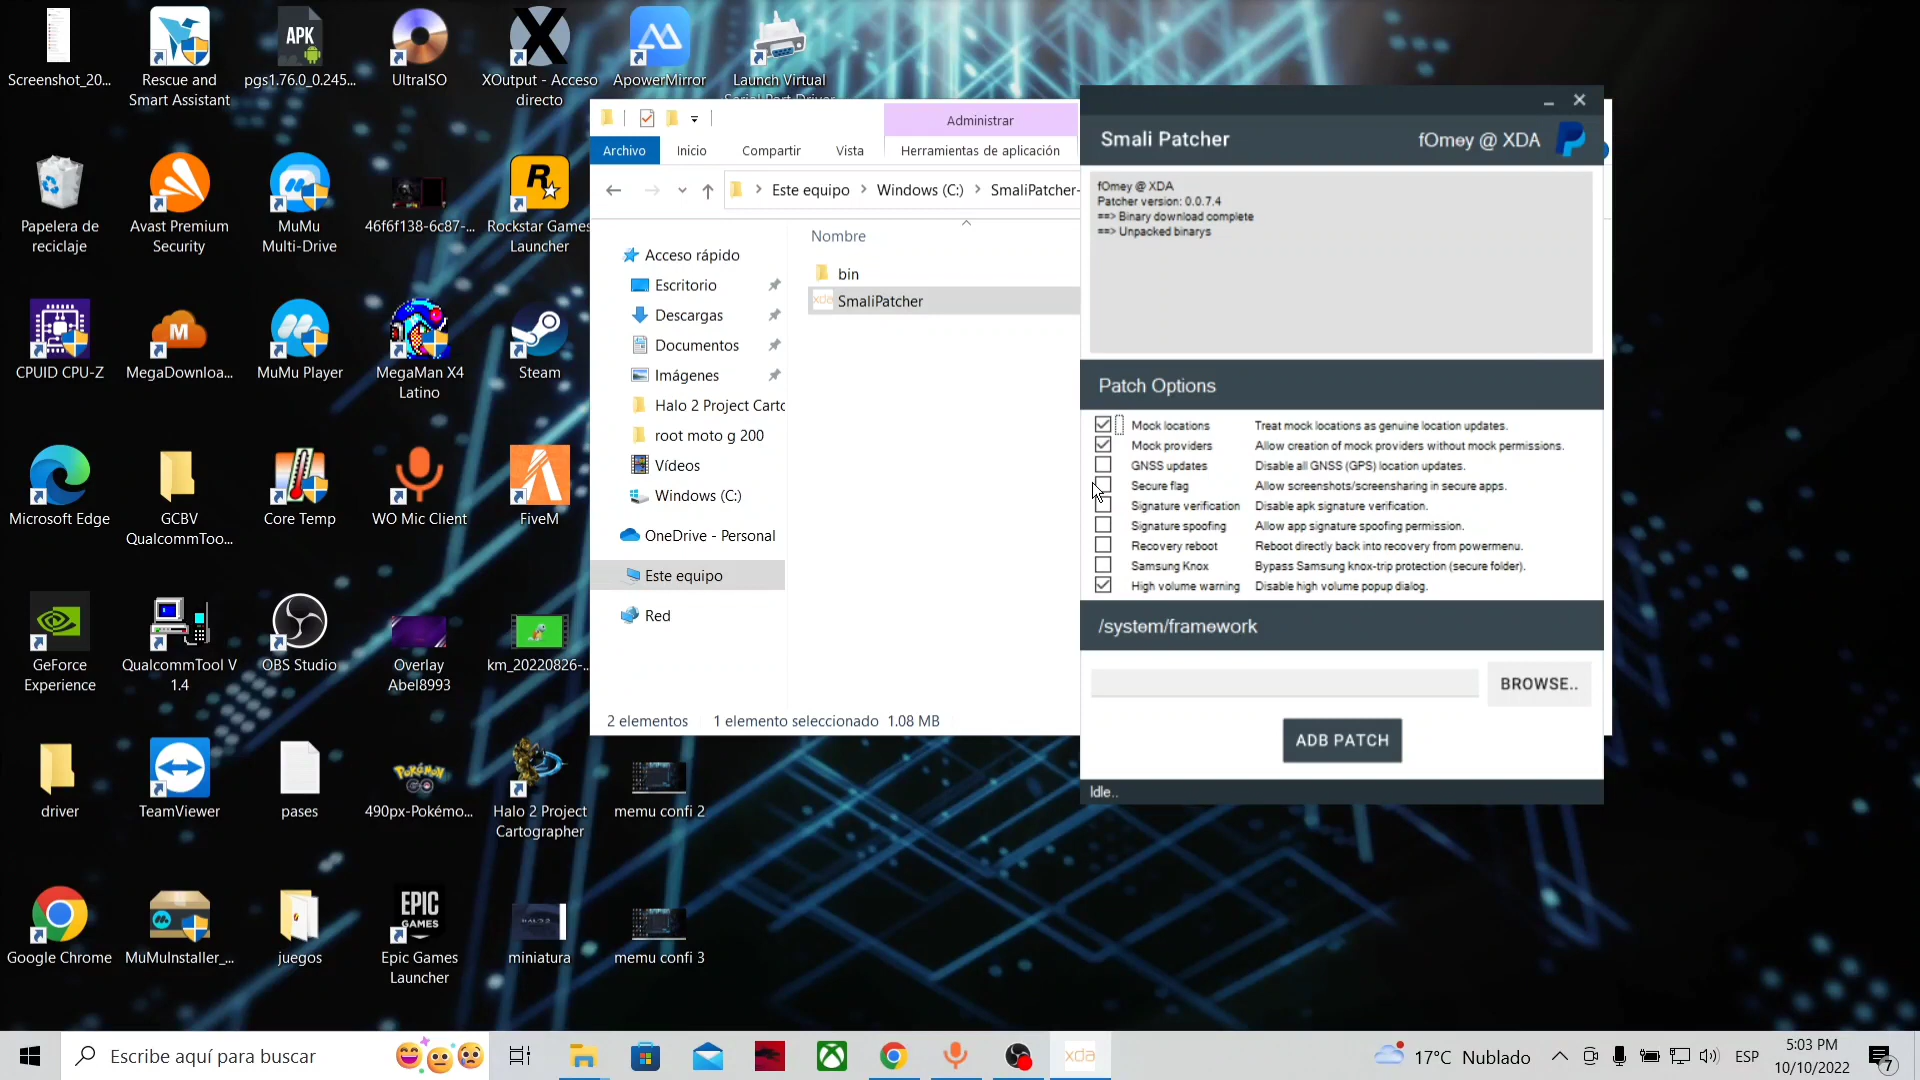 Screenshot_20...
Rescue and
Smart Assistant
APK
pgs1.76.0_0.245...
UltraISO
XOutput - Acceso
directo
ApowerMirror
Launch Virtual
Serial Port Driver
Papelera de
reciclaje
Avast Premium
Security
MuMu
Multi-Drive
46f6f138-6c87-...
Rockstar Games
Launcher
CPUID CPU-Z
MegaDownloa...
MuMu Player
MegaMan X4
Latino
Steam
Microsoft Edge
GCBV
QualcommToo...
Core Temp
WO Mic Client
FiveM
GeForce
Experience
QualcommTool V
1.4
OBS Studio
Overlay
Abel8993
km_20220826-...
driver
TeamViewer
pases
490px-Pokémo...
Halo 2 Project
Cartographer
memu confi 2
Google Chrome
MuMuInstaller_...
juegos
EPIC
GAMES
Epic Games
Launcher
miniatura
memu confi 3
Administrar
Archivo
Inicio
Compartir
Vista
Herramientas de aplicación
Este equipo
Windows (C:)
SmaliPatcher-
Nombre
bin
xda
SmaliPatcher
Acceso rápido
Escritorio
Descargas
Documentos
Imágenes
Halo 2 Project Carto
root moto g 200
Vídeos
Windows (C:)
OneDrive - Personal
Este equipo
Red
2 elementos
1 elemento seleccionado 1.08 MB
Smali Patcher
fOmey @ XDA
fOmey @ XDA
Patcher version: 0.0.7.4
==> Binary download complete
==> Unpacked binarys
Patch Options
Mock locations Treat mock locations as genuine location updates.
Mock providers Allow creation of mock providers without mock permissions.
GNSS updates Disable all GNSS (GPS) location updates.
Secure flag Allow screenshots/screensharing in secure apps.
Signature verification Disable apk signature verification.
Signature spoofing Allow app signature spoofing permission.
Recovery reboot Reboot directly back into recovery from powermenu.
Samsung Knox Bypass Samsung knox-trip protection (secure folder).
High volume warning Disable high volume popup dialog.
/system/framework
BROWSE..
ADB PATCH
Idle..
Escribe aquí para buscar
xda
17°C Nublado
ESP
5:03 PM
10/10/2022
7